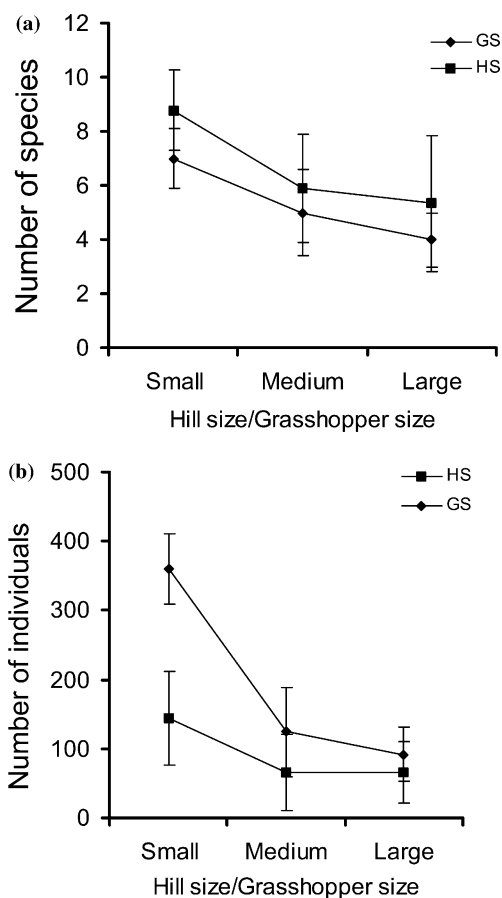 (a)
GS
HS
Number of species
12
10
8
6
4
2
0
Small Medium Large
Hill size/Grasshopper size
(b)
HS
GS
Number of individuals
500
400
300
200
100
0
Small Medium Large
Hill size/Grasshopper size